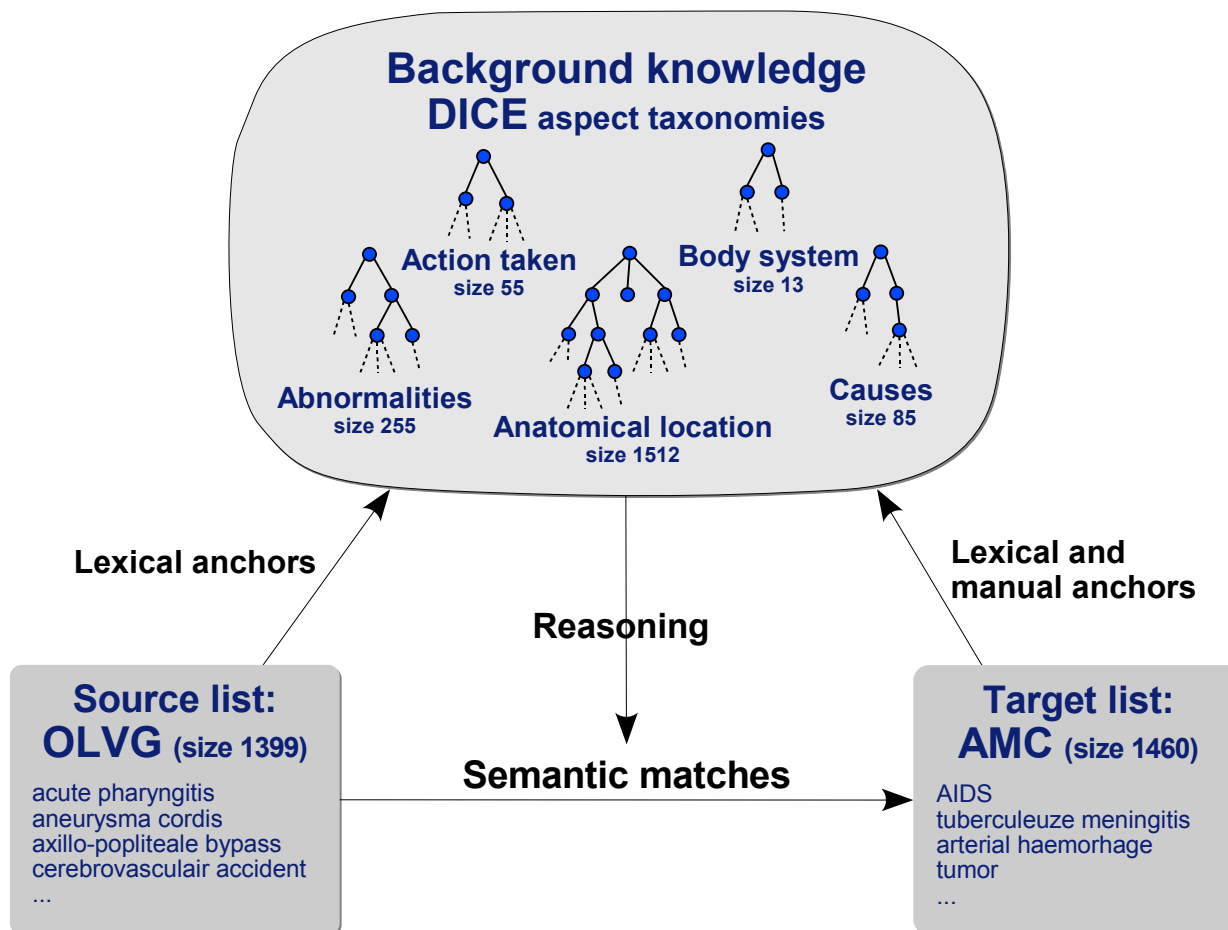 Background knowledge
DICE aspect taxonomies
Action taken
size 55
Body system
size 13
Abnormalities
size 255
Anatomical location
size 1512
Causes
size 85
Lexical anchors
Lexical and
manual anchors
Reasoning
Source list:
OLVG (size 1399)
acute pharyngitis
aneurysma cordis
axillo-popliteale bypass
cerebrovasculair accident
...
Semantic matches
Target list:
AMC (size 1460)
AIDS
tuberculeuze meningitis
arterial haemorhage
tumor
...